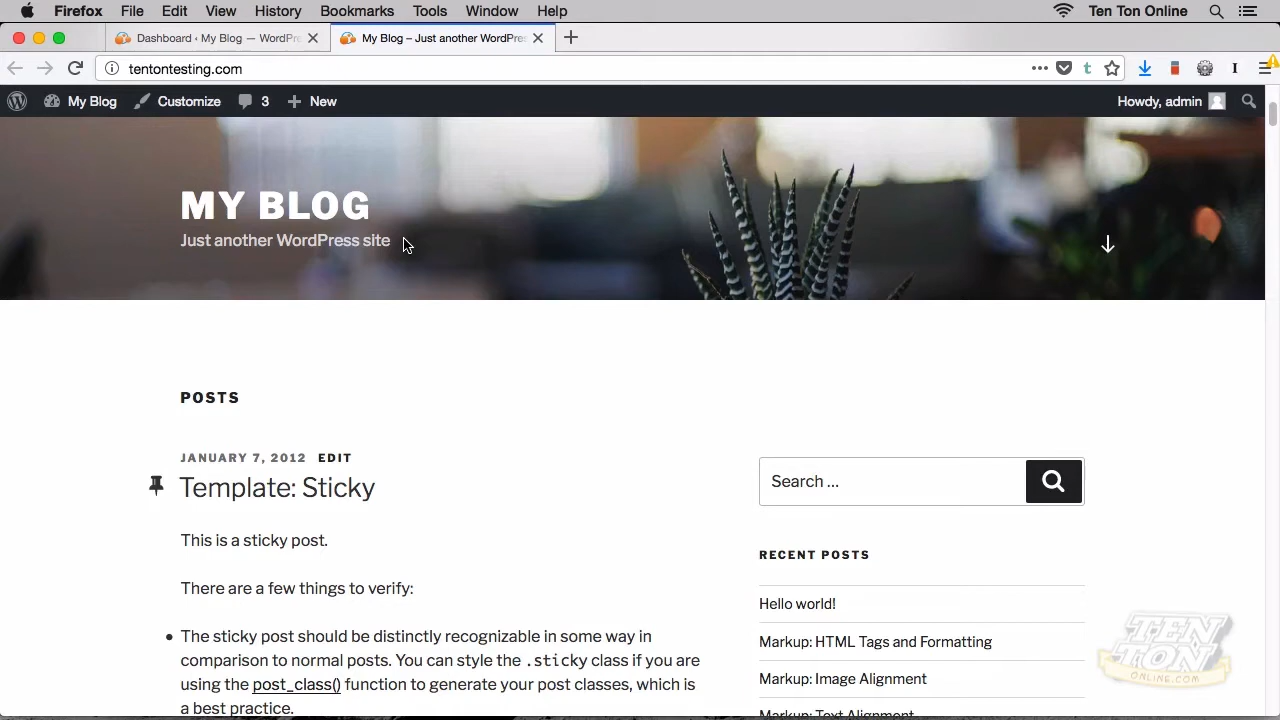 Firefox File Edit View History Bookmarks Tools Window Help Ten Ton Online
Dashboard ‹ My Blog — WordPr
My Blog – Just another WordPres
tentontesting.com
t
I
My Blog Customize 3 New Howdy, admin
MY BLOG
Just another WordPress site
POSTS
JANUARY 7, 2012 EDIT
Template: Sticky
This is a sticky post.
There are a few things to verify:
• The sticky post should be distinctly recognizable in some way in
comparison to normal posts. You can style the .sticky class if you are
using the post_class() function to generate your post classes, which is
a best practice.
Search ...
RECENT POSTS
Hello world!
Markup: HTML Tags and Formatting
Markup: Image Alignment
Markup: Text Alignment
TEN
TON
ONLINE.COM